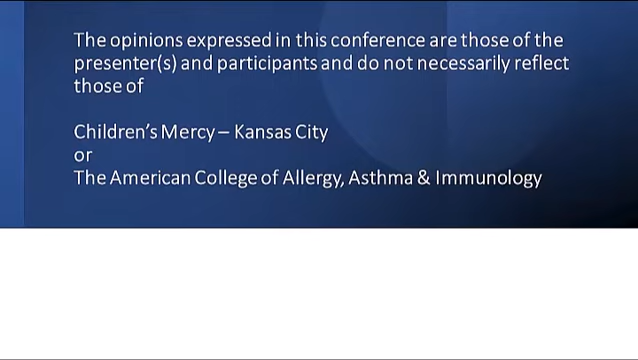 The opinions expressed in this conference are those of the
presenter(s) and participants and do not necessarily reflect
those of
Children's Mercy – Kansas City
or
The American College of Allergy, Asthma & Immunology